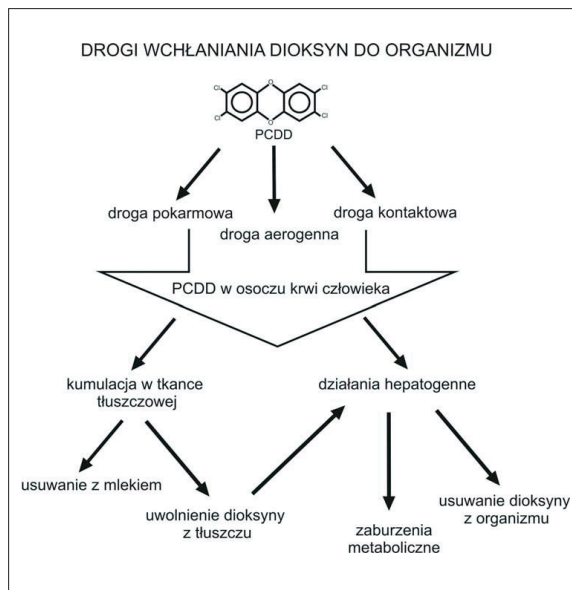 DROGI WCHŁANIANIA DIOKSYN DO ORGANIZMU
Cl
O
Cl
Cl
O
Cl
PCDD
droga pokarmowa
droga aerogenna
droga kontaktowa
PCDD w osoczu krwi człowieka
kumulacja w tkance
tłuszczowej
działania hepatogenne
usuwanie z mlekiem
uwolnienie dioksyny
z tłuszczu
zaburzenia
metaboliczne
usuwanie dioksyny
z organizmu